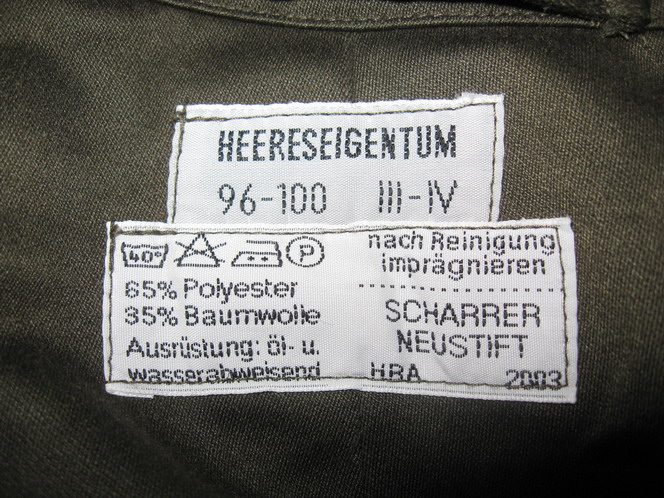 HEERESEIGENTUM
96-100 III-IV
40° P
65% Polyester
35% Baumwolle
Ausrüstung: öl- u.
wasserabweisend
nach Reinigung
imprägnieren
SCHARRER
NEUSTIFT
HBA 2003